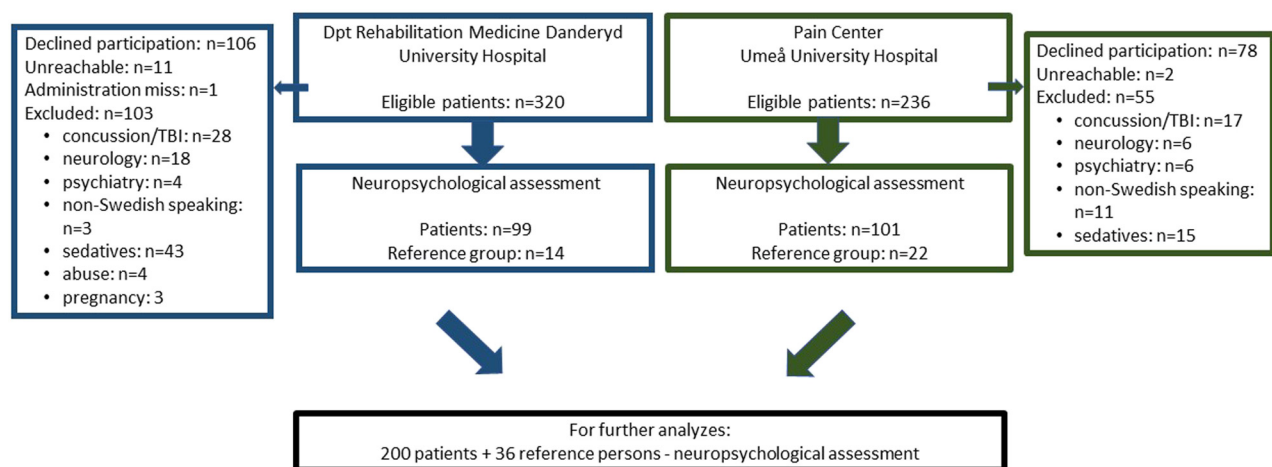 Declined participation: n=106
Unreachable: n=11
Administration miss: n=1
Excluded: n=103
• concussion/TBI: n=28
• neurology: n=18
• psychiatry: n=4
• non-Swedish speaking:
n=3
• sedatives: n=43
• abuse: n=4
• pregnancy: 3
Dpt Rehabilitation Medicine Danderyd
University Hospital
Eligible patients: n=320
Pain Center
Umeå University Hospital
Eligible patients: n=236
Declined participation: n=78
Unreachable: n=2
Excluded: n=55
• concussion/TBI: n=17
• neurology: n=6
• psychiatry: n=6
• non-Swedish speaking:
n=11
• sedatives: n=15
Neuropsychological assessment
Patients: n=99
Reference group: n=14
Neuropsychological assessment
Patients: n=101
Reference group: n=22
For further analyzes:
200 patients + 36 reference persons - neuropsychological assessment